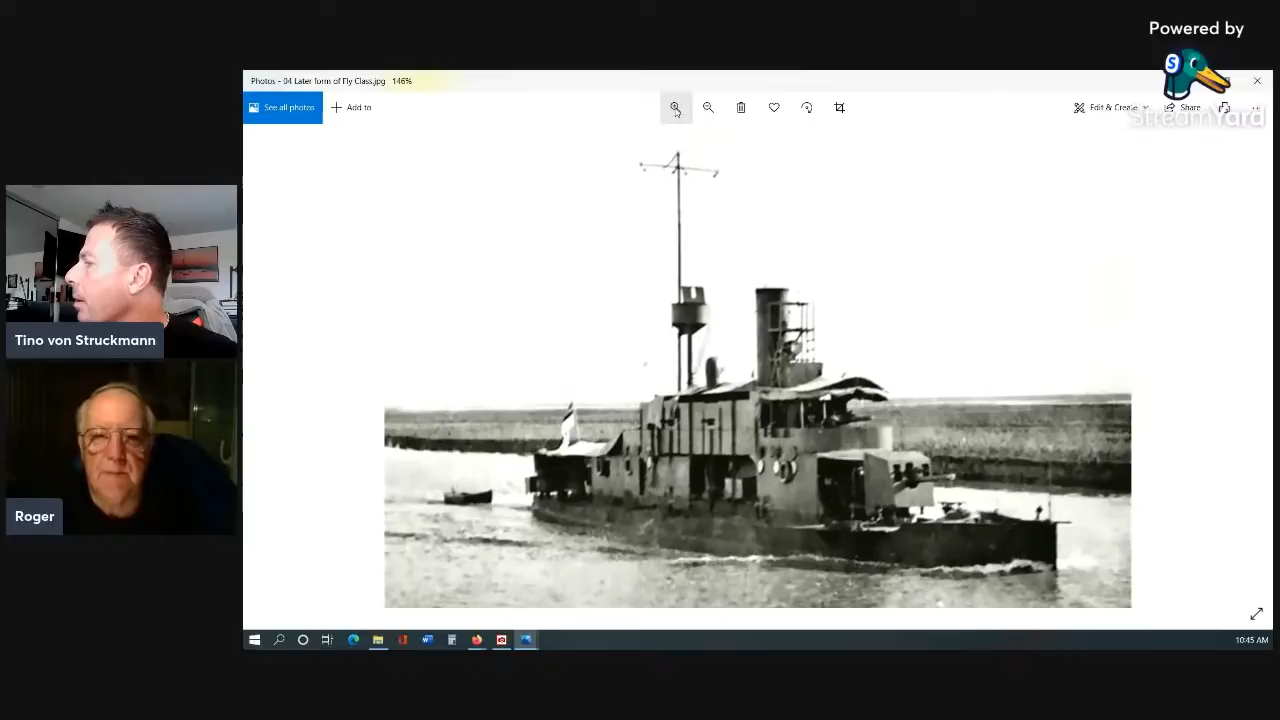 Powered by
StreamYard
Photos - 04 Later form of Fly Class.jpg 146%
See all photos
Add to
Edit & Create
Share
Tino von Struckmann
Roger
10:45 AM